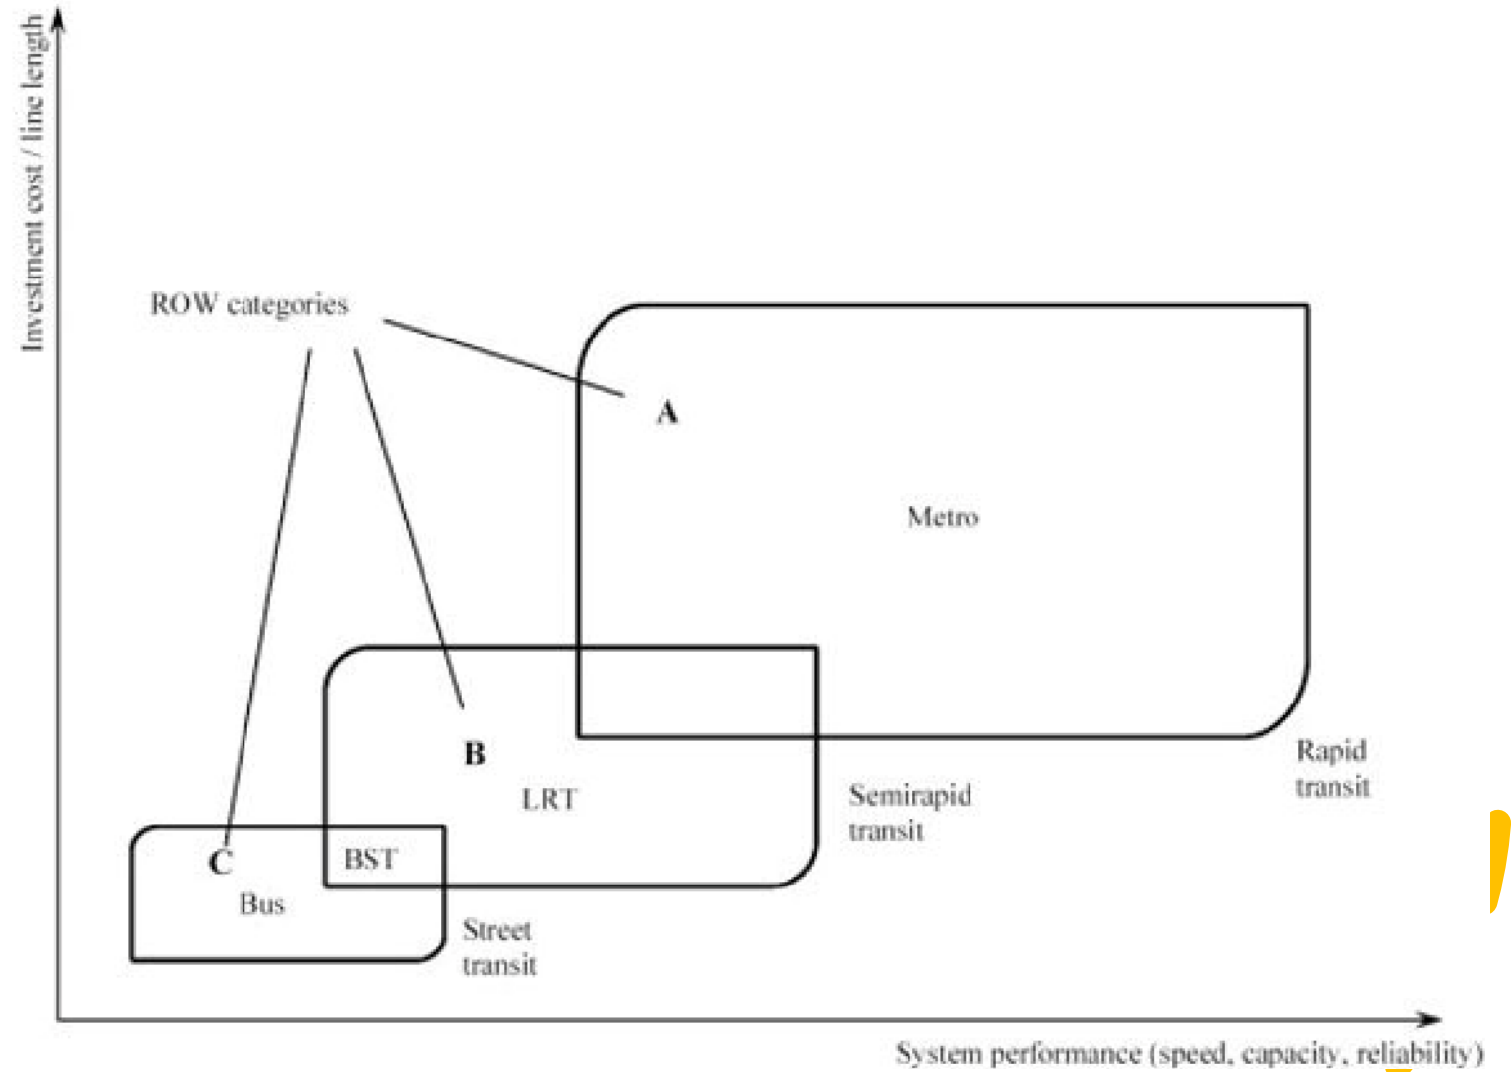 Investment cost / line length
ROW categories
A
Metro
B
LRT
Rapid
transit
Semirapid
transit
C
BST
Bus
Street
transit
System performance (speed, capacity, reliability)